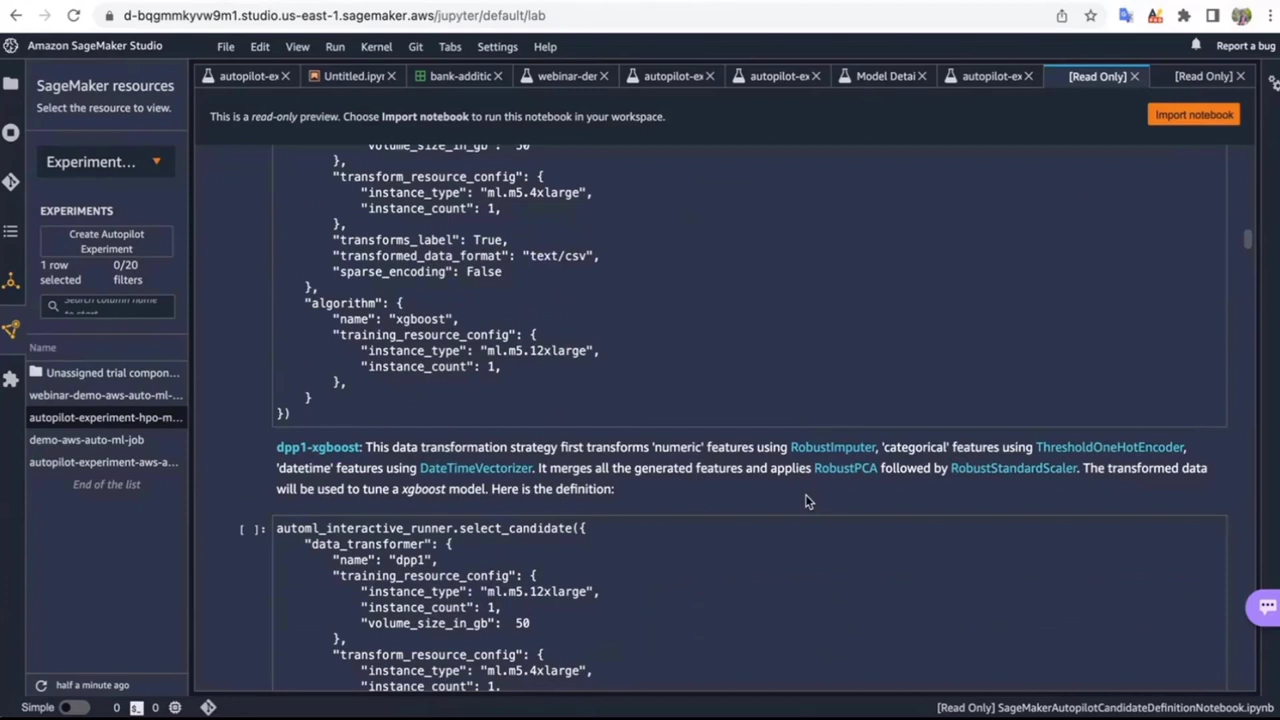 d-bqgmmkyvw9m1.studio.us-east-1.sagemaker.aws/jupyter/default/lab
Amazon SageMaker Studio File Edit View Run Kernel Git Tabs Settings Help Report a bug
autopilot-ex Untitled.ipyn bank-additic webinar-der autopilot-ex autopilot-ex Model Detai autopilot-ex [Read Only] [Read Only]
SageMaker resources
Select the resource to view.
Experiment...
EXPERIMENTS
Create Autopilot
Experiment
1 row
selected
0/20
filters
Search column name
to start
Name
Unassigned trial compon...
webinar-demo-aws-auto-ml-...
autopilot-experiment-hpo-m...
demo-aws-auto-ml-job
autopilot-experiment-aws-a...
End of the list
half a minute ago
This is a read-only preview. Choose Import notebook to run this notebook in your workspace.
Import notebook
"volume_size_in_gb": 50
},
"transform_resource_config": {
"instance_type": "ml.m5.4xlarge",
"instance_count": 1,
},
"transforms_label": True,
"transformed_data_format": "text/csv",
"sparse_encoding": False
},
"algorithm": {
"name": "xgboost",
"training_resource_config": {
"instance_type": "ml.m5.12xlarge",
"instance_count": 1,
},
}
})
dpp1-xgboost: This data transformation strategy first transforms 'numeric' features using RobustImputer, 'categorical' features using ThresholdOneHotEncoder,
'datetime' features using DateTimeVectorizer. It merges all the generated features and applies RobustPCA followed by RobustStandardScaler. The transformed data
will be used to tune a xgboost model. Here is the definition:
[ ]: automl_interactive_runner.select_candidate({
"data_transformer": {
"name": "dpp1",
"training_resource_config": {
"instance_type": "ml.m5.12xlarge",
"instance_count": 1,
"volume_size_in_gb": 50
},
"transform_resource_config": {
"instance_type": "ml.m5.4xlarge",
"instance_count": 1,
Simple 0 $_ 0 [Read Only] SageMakerAutopilotCandidateDefinitionNotebook.ipynb